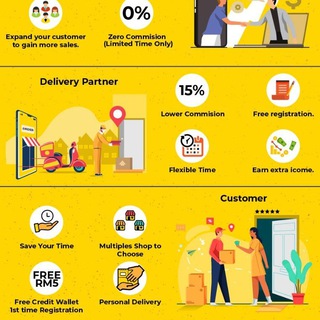 0%
Expand your customer
to gain more sales.
Zero Commision
(Limited Time Only)
Delivery Partner
15%
Lower Commision
Free registration.
Flexible Time
Earn extra icome.
Customer
Save Your Time
Multiples Shop to
Choose
FREE
RM5
Free Credit Wallet
1st time Registration
Personal Delivery